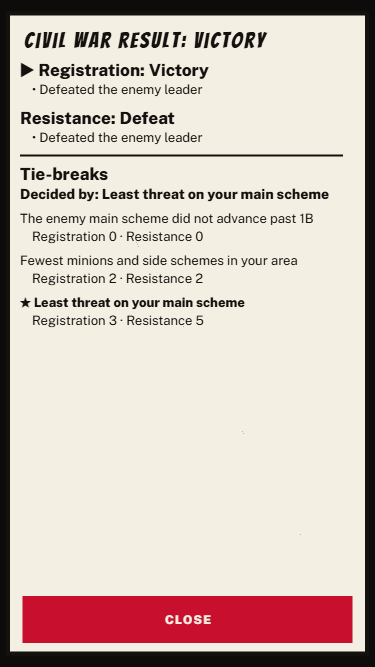 CIVIL WAR RESULT: VICTORY
▶ Registration: Victory
• Defeated the enemy leader
Resistance: Defeat
• Defeated the enemy leader
Tie-breaks
Decided by: Least threat on your main scheme
The enemy main scheme did not advance past 1B
Registration 0 · Resistance 0
Fewest minions and side schemes in your area
Registration 2 · Resistance 2
★ Least threat on your main scheme
Registration 3 · Resistance 5
CLOSE